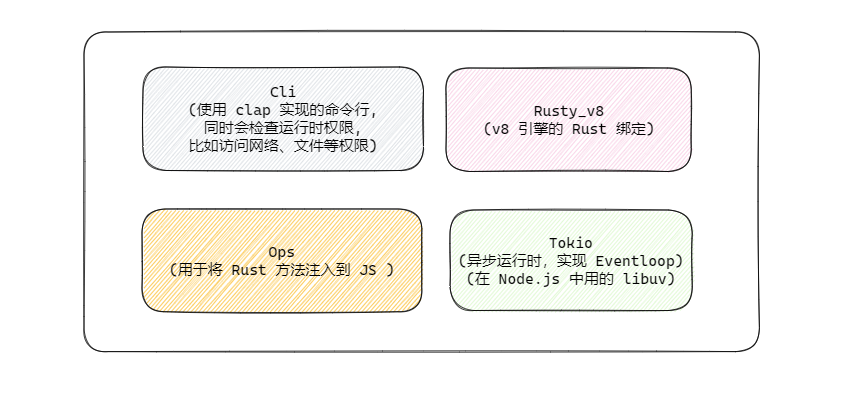 Cli
(使用 clap 实现的命令行,
同时会检查运行时权限,
比如访问网络、文件等权限)
Rusty_v8
(v8 引擎的 Rust 绑定)
Ops
(用于将 Rust 方法注入到 JS )
Tokio
(异步运行时, 实现 Eventloop)
(在 Node.js 中用的 libuv)